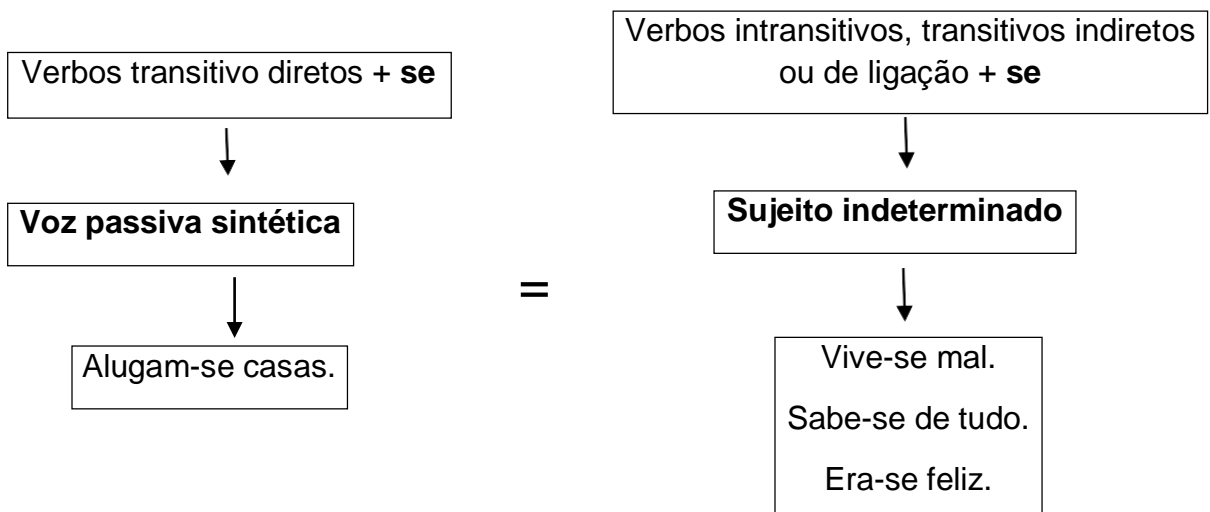 Verbos transitivo diretos + se
Voz passiva sintética
Alugam-se casas.
=
Verbos intransitivos, transitivos indiretos
ou de ligação + se
Sujeito indeterminado
Vive-se mal.
Sabe-se de tudo.
Era-se feliz.